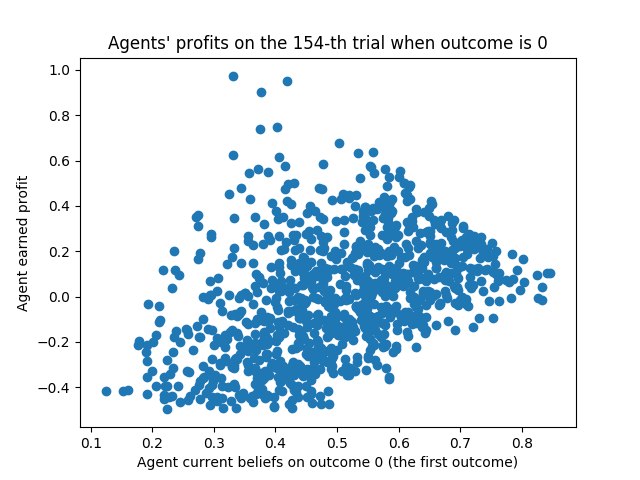 Agents' profits on the 154-th trial when outcome is 0
1.0
0.8
0.6
0.4
0.2
0.0
−0.2
−0.4
Agent earned profit
0.1 0.2 0.3 0.4 0.5 0.6 0.7 0.8
Agent current beliefs on outcome 0 (the first outcome)